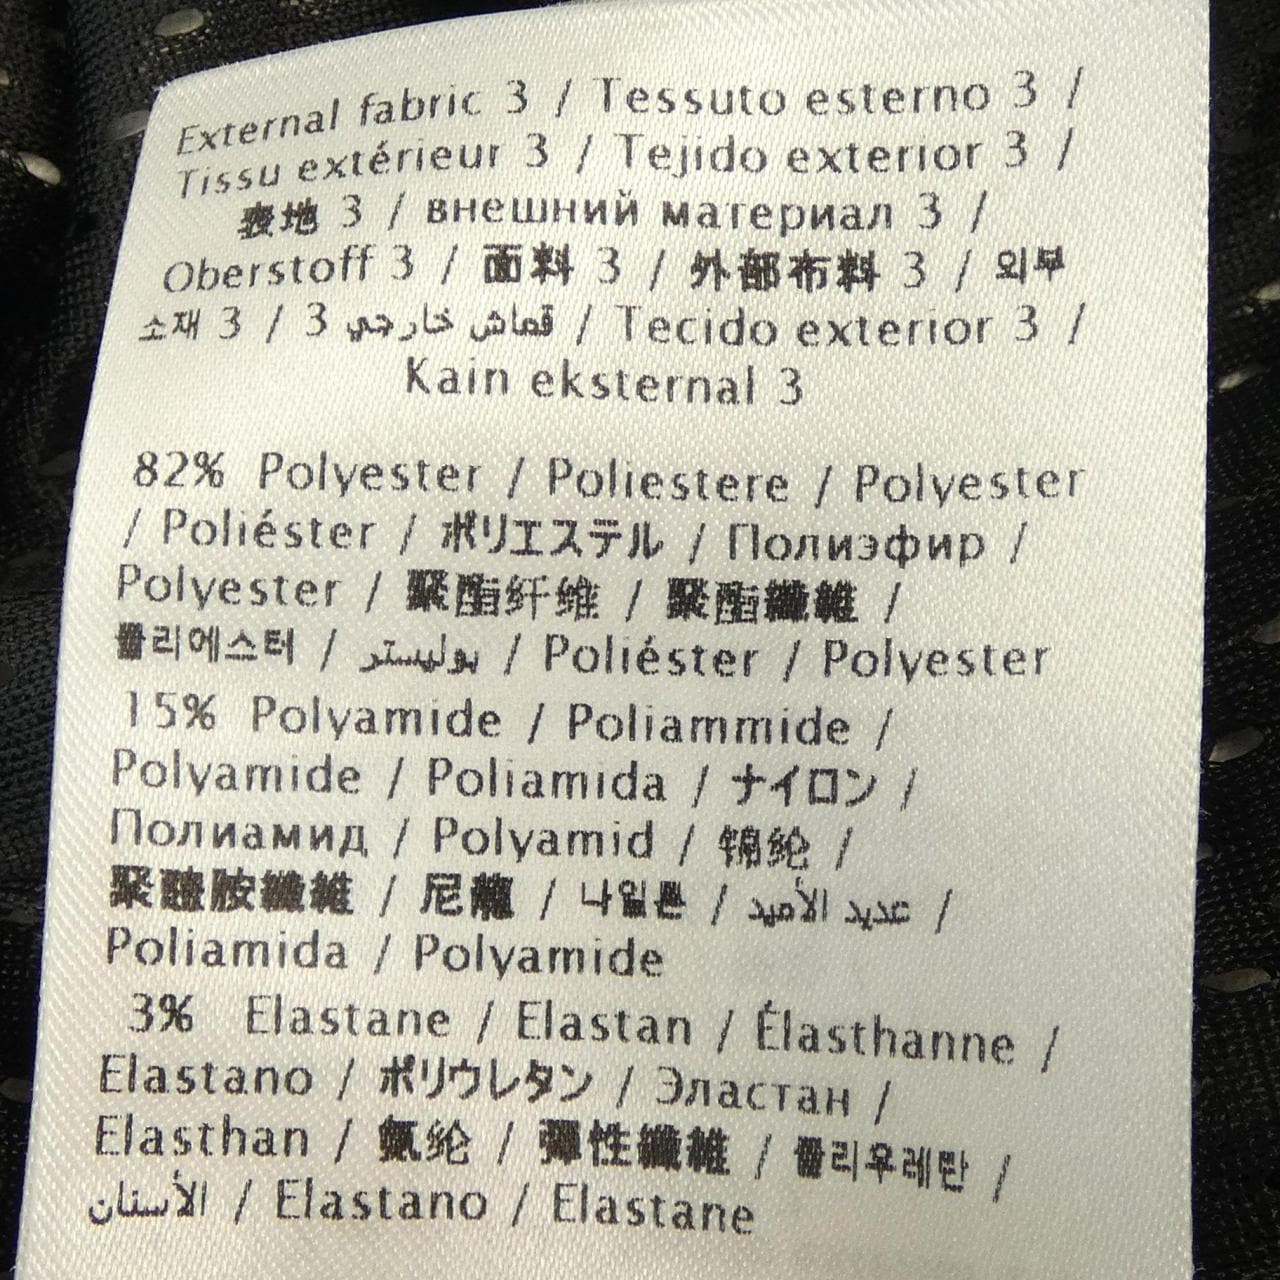 External fabric 3 / Tessuto esterno 3 /
Tissu extérieur 3 / Tejido exterior 3 /
表地 3 / внешний материал 3 /
Oberstoff 3 / 面料 3 / 外部布料 3 / 외부
소재 3 / 3 قماش خارجي / Tecido exterior 3 /
Kain eksternal 3
82% Polyester / Poliestere / Polyester
/ Poliéster / ポリエステル / Полиэфир /
Polyester / 聚酯纤维 / 聚酯纖維 /
폴리에스터 / بوليستر / Poliéster / Polyester
15% Polyamide / Poliammide /
Polyamide / Poliamida / ナイロン /
Полиамид / Polyamid / 锦纶 /
聚醯胺纖維 / 尼龍 / 나일론 / عديد الأميد /
Poliamida / Polyamide
3% Elastane / Elastan / Élasthanne /
Elastano / ポリウレタン / Эластан /
Elasthan / 氨纶 / 彈性纖維 / 폴리우레탄 /
الأستان / Elastano / Elastane